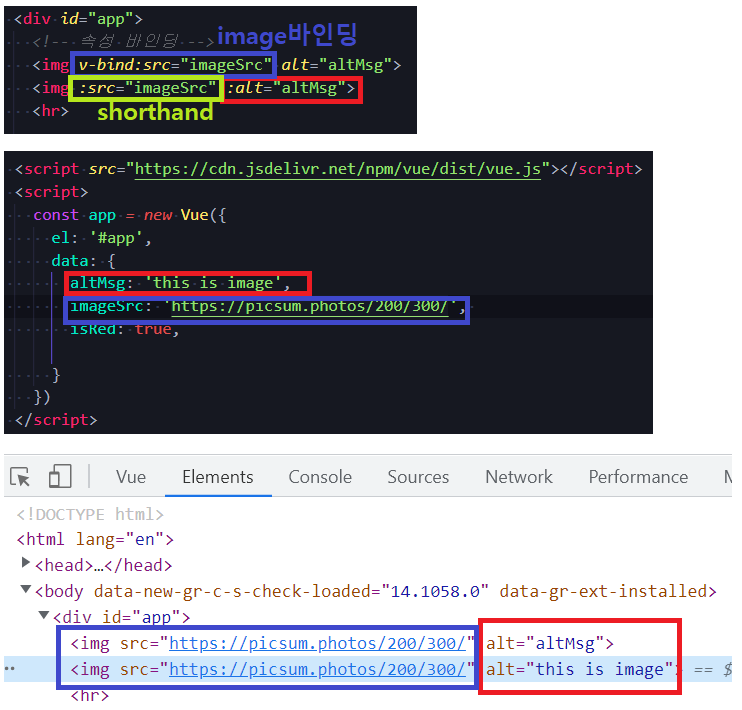 <div id="app">
<!-- 속성 바인딩 --> image바인딩
<img v-bind:src="imageSrc" alt="altMsg">
<img :src="imageSrc" :alt="altMsg">
<hr> shorthand
<script src="https://cdn.jsdelivr.net/npm/vue/dist/vue.js"></script>
<script>
const app = new Vue({
el: '#app',
data: {
altMsg: 'this is image',
imageSrc: 'https://picsum.photos/200/300/',
isRed: true,
}
})
</script>
Vue Elements Console Sources Network Performance
<!DOCTYPE html>
<html lang="en">
<head>…</head>
<body data-new-gr-c-s-check-loaded="14.1058.0" data-gr-ext-installed>
<div id="app">
<img src="https://picsum.photos/200/300/" alt="altMsg">
<img src="https://picsum.photos/200/300/" alt="this is image"> == $
<hr>